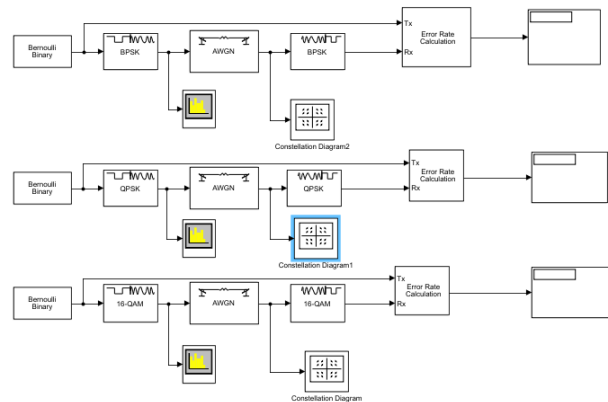 Bernoulli
Binary
BPSK
AWGN
BPSK
Tx
Rx
Error Rate
Calculation
Constellation Diagram2
Bernoulli
Binary
QPSK
AWGN
QPSK
Tx
Rx
Error Rate
Calculation
Constellation Diagram1
Bernoulli
Binary
16-QAM
AWGN
16-QAM
Tx
Rx
Error Rate
Calculation
Constellation Diagram